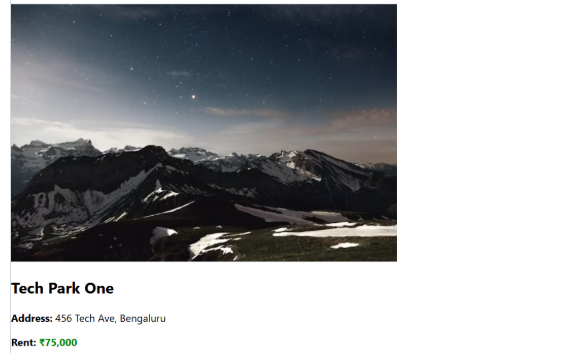 Tech Park One
Address: 456 Tech Ave, Bengaluru
Rent: ₹75,000